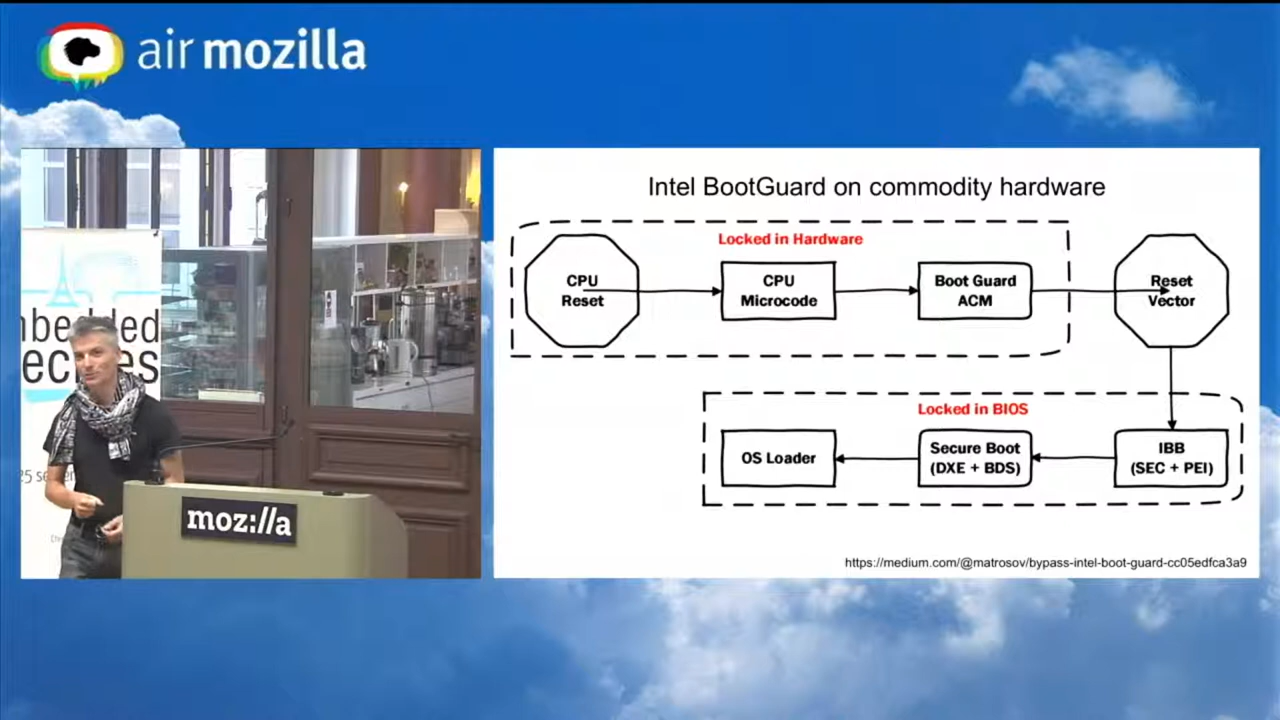 air mozilla
Intel BootGuard on commodity hardware
Locked in Hardware
CPU
Reset
CPU
Microcode
Boot Guard
ACM
Reset
Vector
Locked in BIOS
OS Loader
Secure Boot
(DXE + BDS)
IBB
(SEC + PEI)
https://medium.com/@matrosov/bypass-intel-boot-guard-cc05edfca3a9
mbedded
moz://a